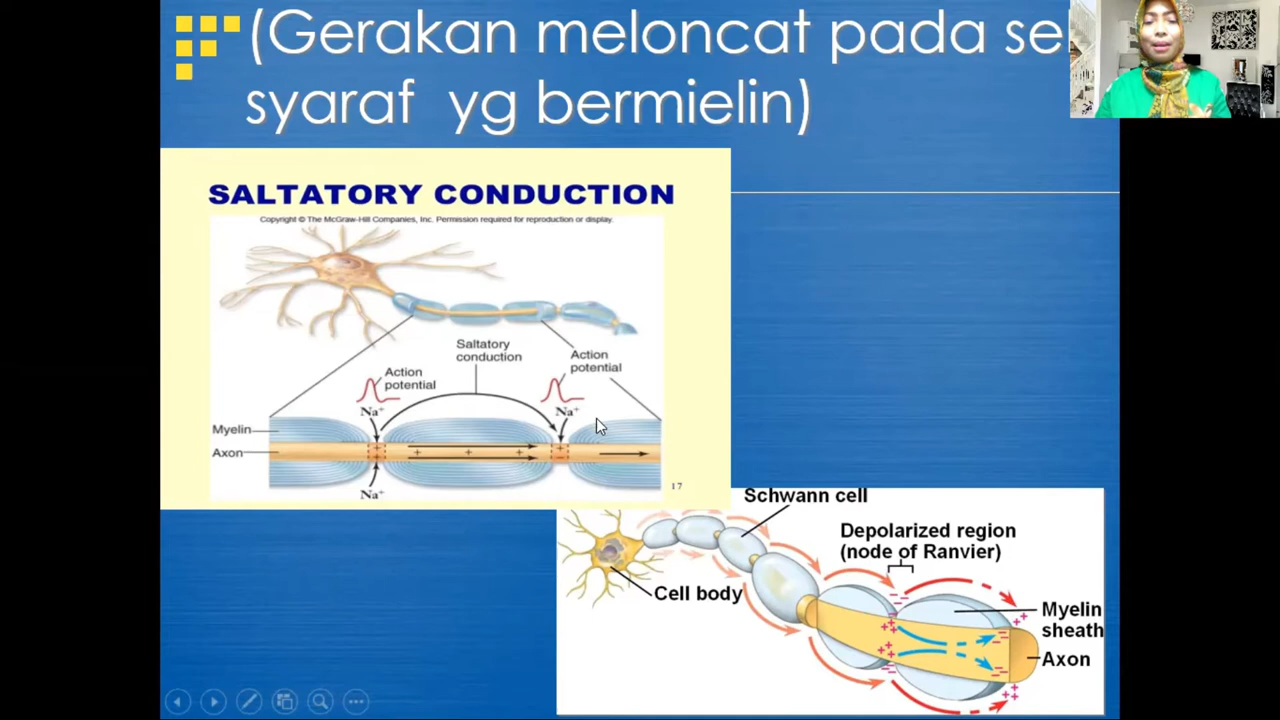 (Gerakan meloncat pada se
syaraf yg bermielin)
SALTATORY CONDUCTION
Copyright © The McGraw-Hill Companies, Inc. Permission required for reproduction or display.
Saltatory
conduction
Action
potential
Action
potential
Na⁺
Na⁺
Myelin
Axon
+ + +
Na⁺
17
Schwann cell
Depolarized region
(node of Ranvier)
Cell body
Myelin
sheath
Axon